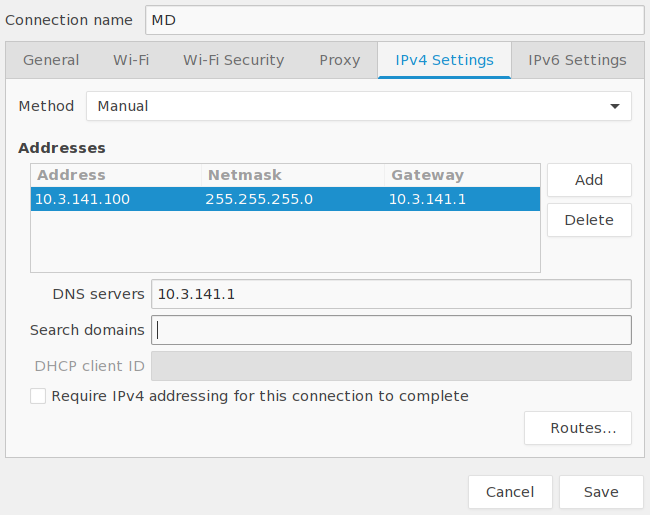 Connection name MD
General Wi-Fi Wi-Fi Security Proxy IPv4 Settings IPv6 Settings
Method Manual
Addresses
Address Netmask Gateway
10.3.141.100 255.255.255.0 10.3.141.1
Add
Delete
DNS servers 10.3.141.1
Search domains
DHCP client ID
Require IPv4 addressing for this connection to complete
Routes...
Cancel Save